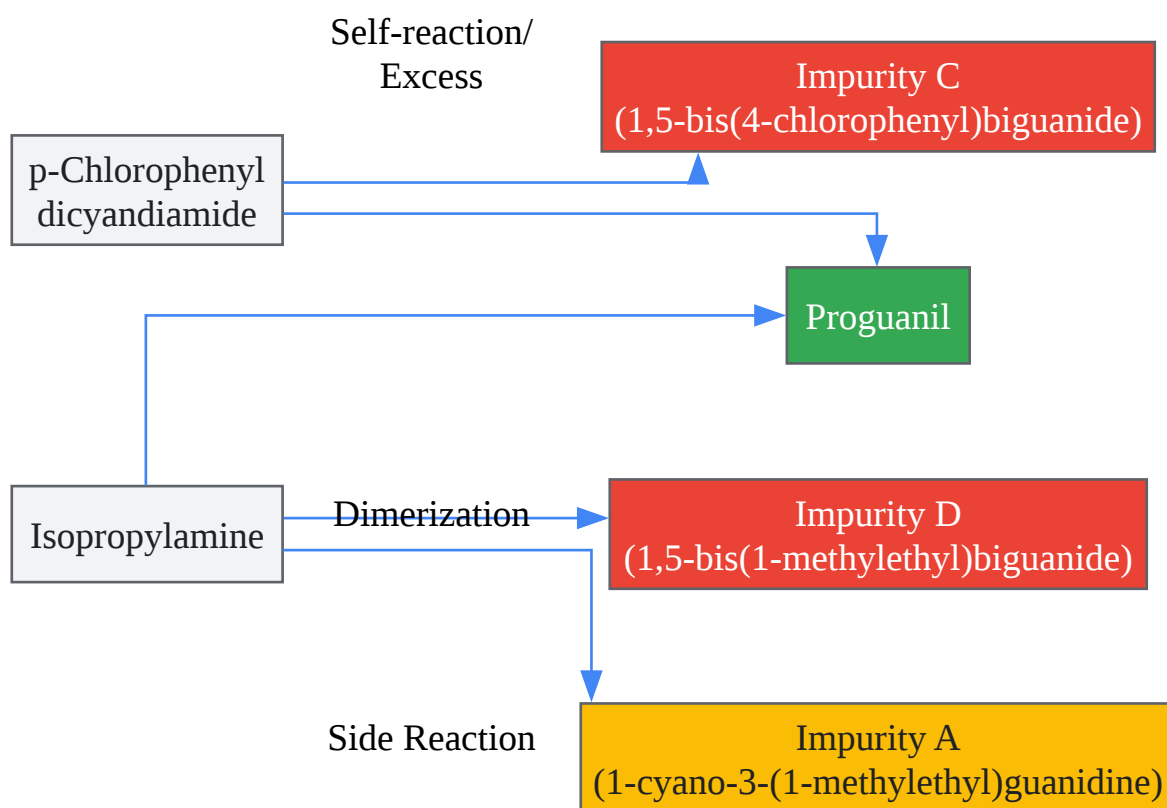 Self-reaction/
Excess
Impurity C
(1,5-bis(4-chlorophenyl)biguanide)
p-Chlorophenyl
dicyandiamide
Proguanil
Isopropylamine
Dimerization
Impurity D
(1,5-bis(1-methylethyl)biguanide)
Side Reaction
Impurity A
(1-cyano-3-(1-methylethyl)guanidine)